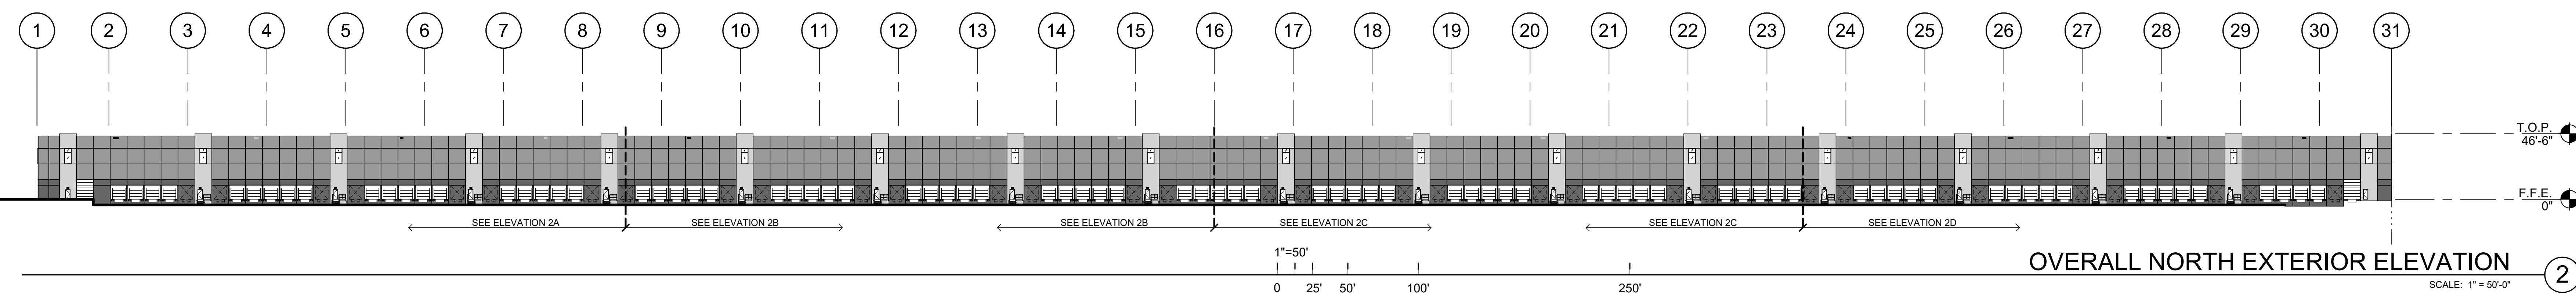 1 2 3 4 5 6 7 8 9 10 11 12 13 14 15 16 17 18 19 20 21 22 23 24 25 26 27 28 29 30 31
T.O.P.
46'-6"
F.F.E.
0"
SEE ELEVATION 2A SEE ELEVATION 2B SEE ELEVATION 2B SEE ELEVATION 2C SEE ELEVATION 2C SEE ELEVATION 2D
1"=50'
0 25' 50' 100' 250'
OVERALL NORTH EXTERIOR ELEVATION
2
SCALE: 1" = 50'-0"